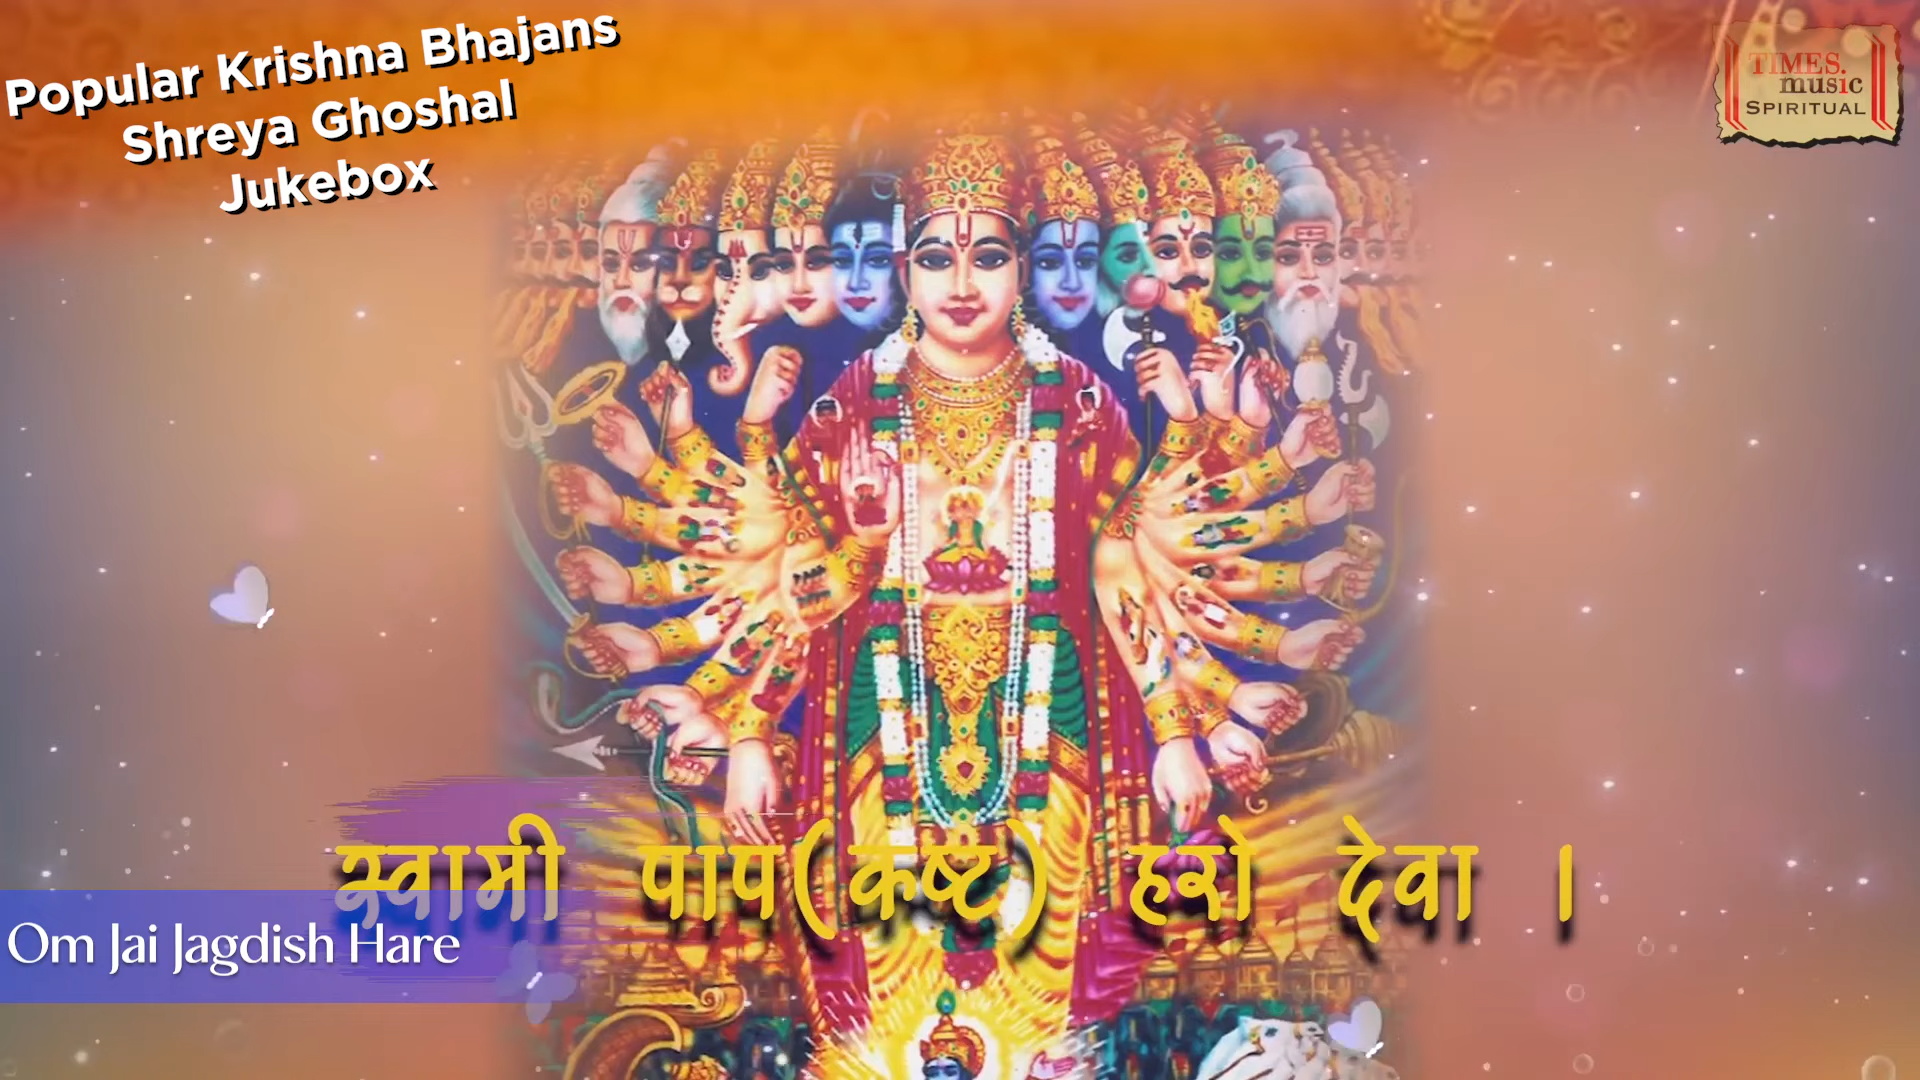 Popular Krishna Bhajans
Shreya Ghoshal
Jukebox
TIMES.
music
SPIRITUAL
स्वामी पाप(कष्ट) हरो देवा ।
Om Jai Jagdish Hare